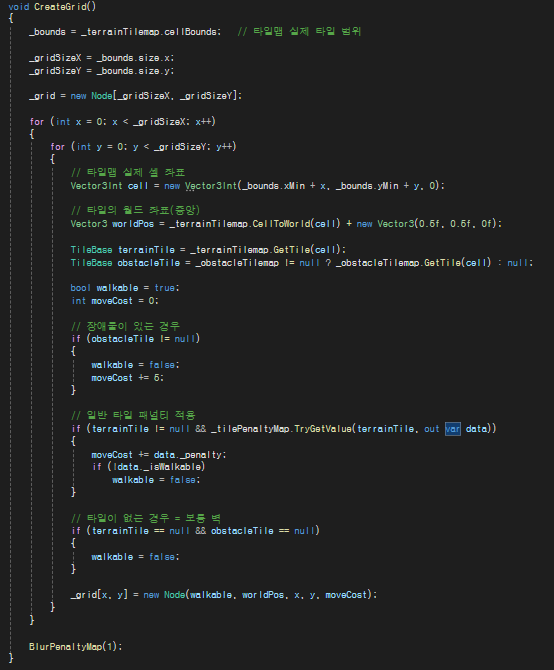 void CreateGrid()
{
_bounds = _terrainTilemap.cellBounds;   // 타일맵 실제 타일 범위
_gridSizeX = _bounds.size.x;
_gridSizeY = _bounds.size.y;
_grid = new Node[_gridSizeX, _gridSizeY];
for (int x = 0; x < _gridSizeX; x++)
{
for (int y = 0; y < _gridSizeY; y++)
{
// 타일맵 실제 셀 좌표
Vector3Int cell = new Vector3Int(_bounds.xMin + x, _bounds.yMin + y, 0);
// 타일의 월드 좌표(중앙)
Vector3 worldPos = _terrainTilemap.CellToWorld(cell) + new Vector3(0.5f, 0.5f, 0f);
TileBase terrainTile = _terrainTilemap.GetTile(cell);
TileBase obstacleTile = _obstacleTilemap != null ? _obstacleTilemap.GetTile(cell) : null;
bool walkable = true;
int moveCost = 0;
// 장애물이 있는 경우
if (obstacleTile != null)
{
walkable = false;
moveCost += 5;
}
// 일반 타일 패널티 적용
if (terrainTile != null && _tilePenaltyMap.TryGetValue(terrainTile, out var data))
{
moveCost += data._penalty;
if (!data._isWalkable)
walkable = false;
}
// 타일이 없는 경우 = 보통 벽
if (terrainTile == null && obstacleTile == null)
{
walkable = false;
}
_grid[x, y] = new Node(walkable, worldPos, x, y, moveCost);
}
}
BlurPenaltyMap(1);
}